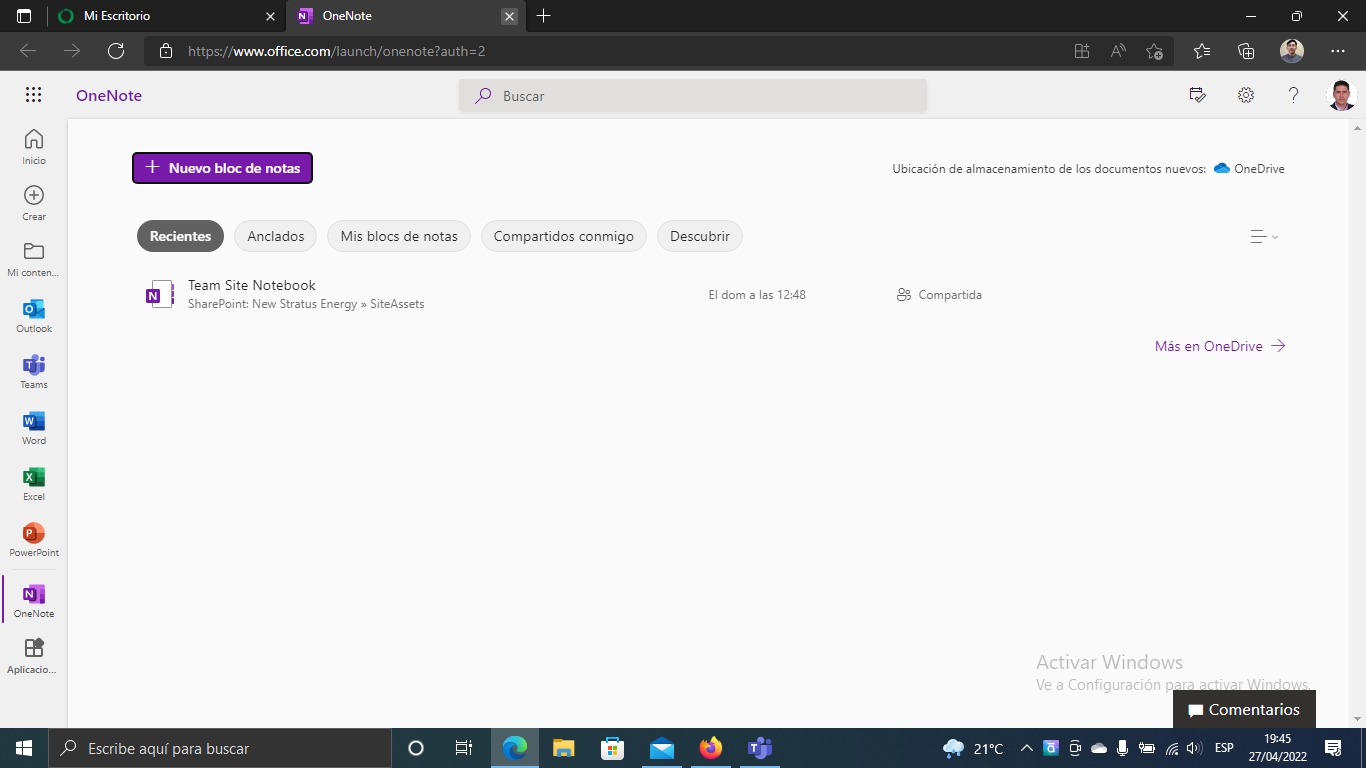 Mi Escritorio
OneNote
https://www.office.com/launch/onenote?auth=2
OneNote
Buscar
Inicio
Crear
Mi conten...
Outlook
Teams
Word
Excel
PowerPoint
OneNote
Aplicacio...
Nuevo bloc de notas
Ubicación de almacenamiento de los documentos nuevos: OneDrive
Recientes Anclados Mis blocs de notas Compartidos conmigo Descubrir
Team Site Notebook
SharePoint: New Stratus Energy » SiteAssets
El dom a las 12:48
Compartida
Más en OneDrive
Activar Windows
Ve a Configuración para activar Windows.
Comentarios
Escribe aquí para buscar
21°C
ESP
19:45
27/04/2022